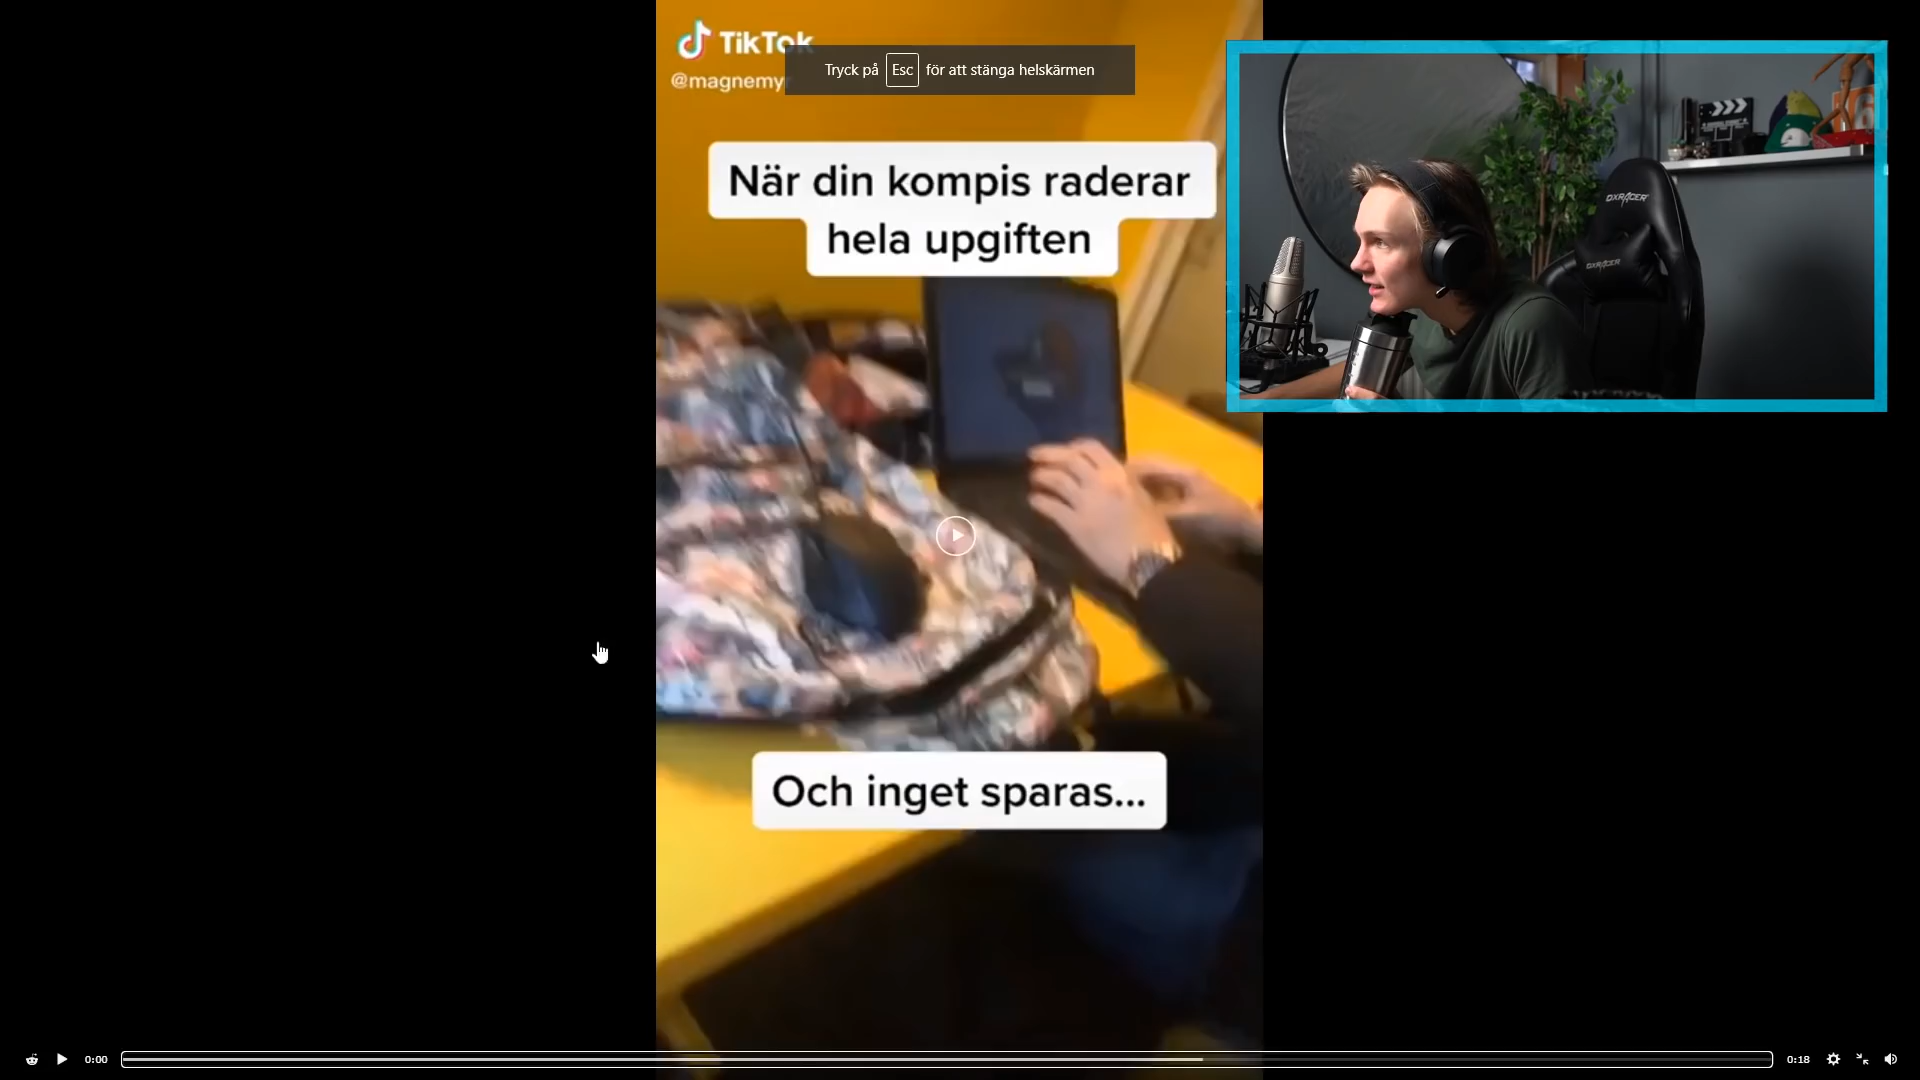 TikTok
@magnemy
Tryck på Esc för att stänga helskärmen
När din kompis raderar
hela upgiften
Och inget sparas...
DXRACER
DXRACER
16
0:00
0:18